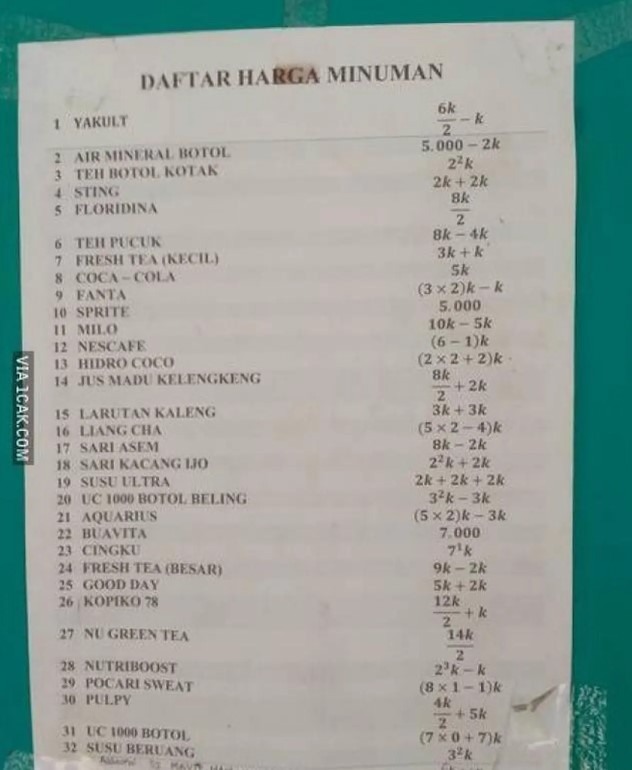 DAFTAR HARGA MINUMAN
1 YAKULT 6k/2 − k
2 AIR MINERAL BOTOL 5.000 − 2k
3 TEH BOTOL KOTAK 2²k
4 STING 2k + 2k
5 FLORIDINA 8k/2
6 TEH PUCUK 8k − 4k
7 FRESH TEA (KECIL) 3k + k
8 COCA – COLA 5k
9 FANTA (3 × 2)k − k
10 SPRITE 5.000
11 MILO 10k − 5k
12 NESCAFE (6 − 1)k
13 HIDRO COCO (2 × 2 + 2)k
14 JUS MADU KELENGKENG 8k/2 + 2k
15 LARUTAN KALENG 3k + 3k
16 LIANG CHA (5 × 2 − 4)k
17 SARI ASEM 8k − 2k
18 SARI KACANG IJO 2²k + 2k
19 SUSU ULTRA 2k + 2k + 2k
20 UC 1000 BOTOL BELING 3²k − 3k
21 AQUARIUS (5 × 2)k − 3k
22 BUAVITA 7.000
23 CINGKU 7¹k
24 FRESH TEA (BESAR) 9k − 2k
25 GOOD DAY 5k + 2k
26 KOPIKO 78 12k/2 + k
27 NU GREEN TEA 14k/2
28 NUTRIBOOST 2³k − k
29 POCARI SWEAT (8 × 1 − 1)k
30 PULPY 4k/2 + 5k
31 UC 1000 BOTOL (7 × 0 + 7)k
32 SUSU BERUANG 3²k
VIA 1CAK.COM